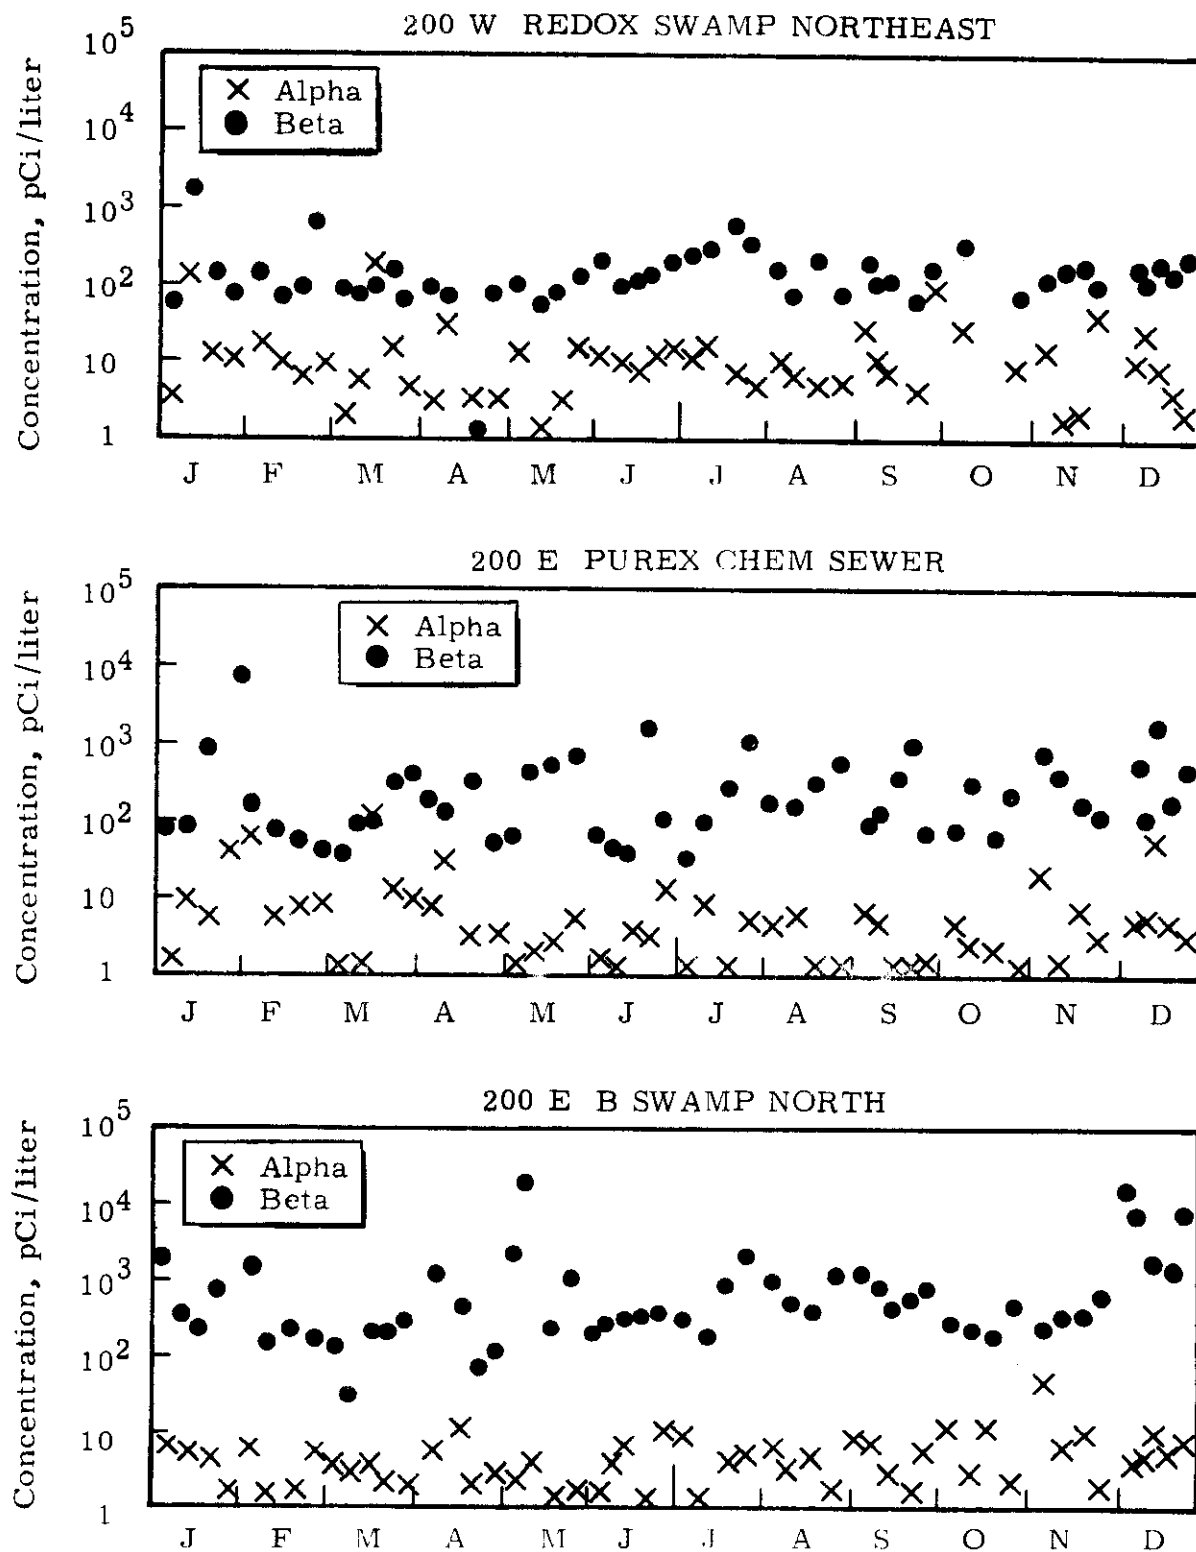 200 W REDOX SWAMP NORTHEAST
Concentration, pCi/liter
10^5
10^4
10^3
10^2
10
1
Alpha
Beta
J F M A M J J A S O N D
200 E PUREX CHEM SEWER
Concentration, pCi/liter
10^5
10^4
10^3
10^2
10
1
Alpha
Beta
J F M A M J J A S O N D
200 E B SWAMP NORTH
Concentration, pCi/liter
10^5
10^4
10^3
10^2
10
1
Alpha
Beta
J F M A M J J A S O N D